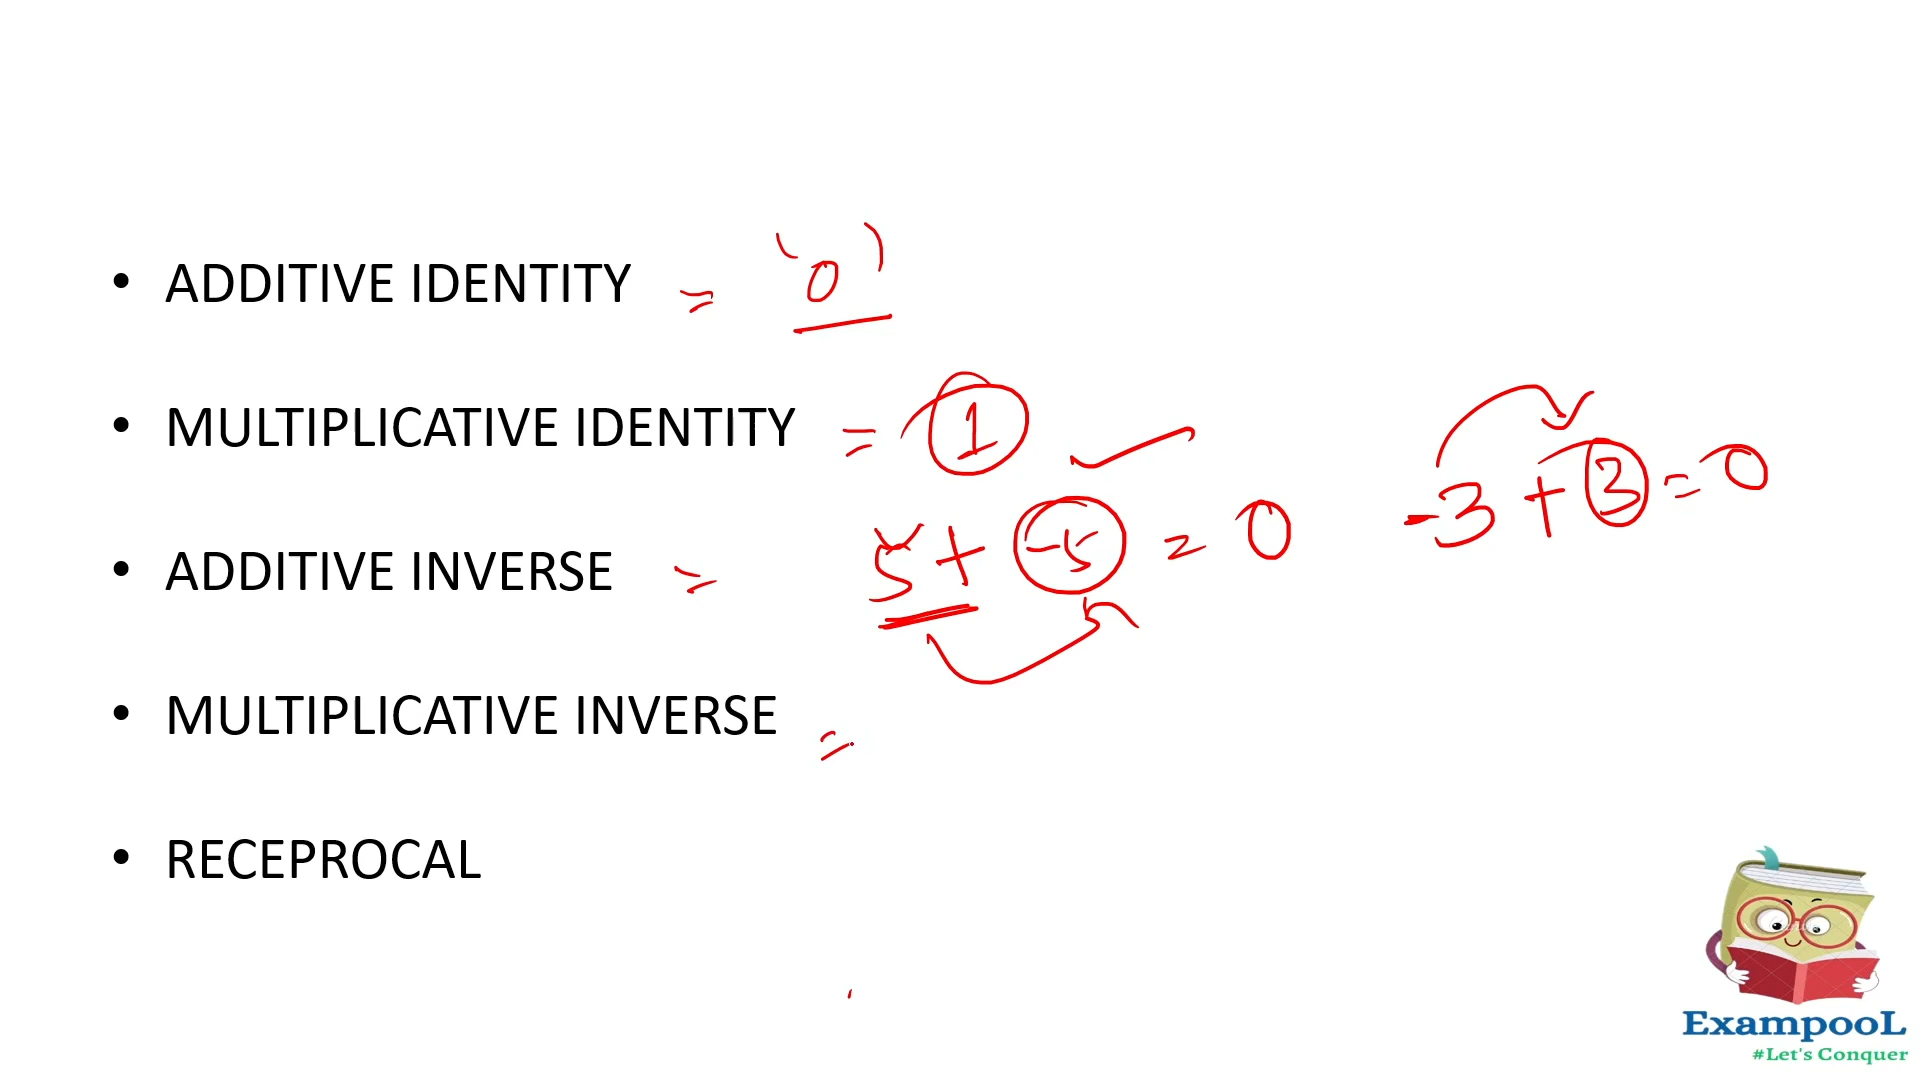 • ADDITIVE IDENTITY = '0'
• MULTIPLICATIVE IDENTITY = 1
-3 + 3 = 0
• ADDITIVE INVERSE = 5 + -5 = 0
• MULTIPLICATIVE INVERSE =
• RECEPROCAL
ExampooL
#Let's Conquer